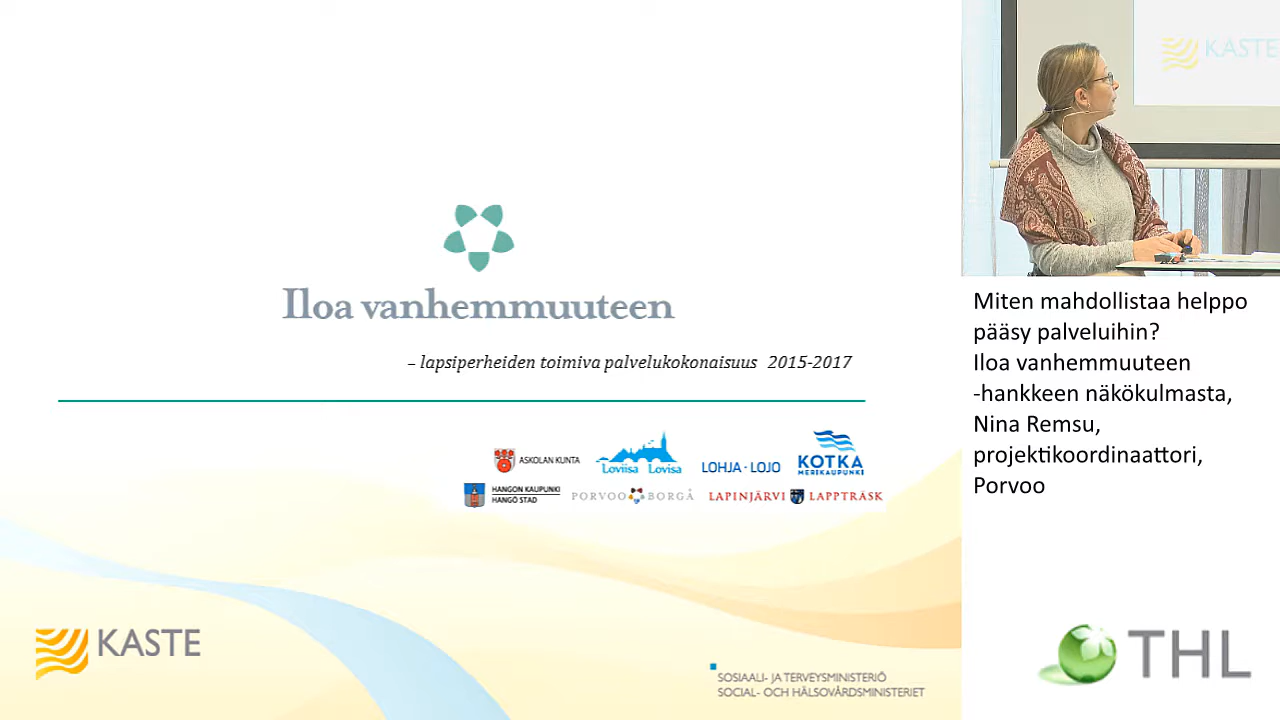 Iloa vanhemmuuteen
– lapsiperheiden toimiva palvelukokonaisuus 2015-2017
ASKOLAN KUNTA
Loviisa Lovisa
LOHJA · LOJO
KOTKA
MERIKAUPUNKI
HANGON KAUPUNKI
HANGÖ STAD
PORVOO BORGÅ
LAPINJÄRVI LAPPTRÄSK
KASTE
SOSIAALI- JA TERVEYSMINISTERIÖ
SOCIAL- OCH HÄLSOVÅRDSMINISTERIET
KASTE
Miten mahdollistaa helppo
pääsy palveluihin?
Iloa vanhemmuuteen
-hankkeen näkökulmasta,
Nina Remsu,
projektikoordinaattori,
Porvoo
THL